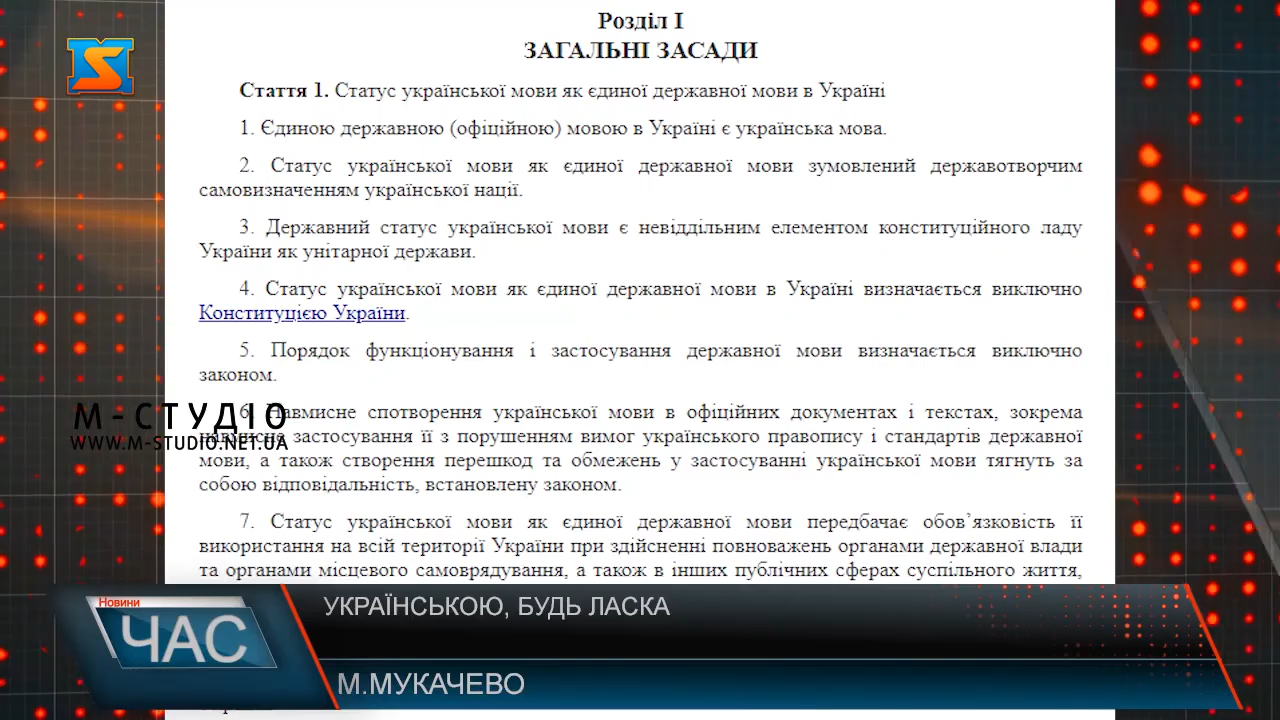 Розділ I
ЗАГАЛЬНІ ЗАСАДИ
Стаття 1. Статус української мови як єдиної державної мови в Україні
1. Єдиною державною (офіційною) мовою в Україні є українська мова.
2. Статус української мови як єдиної державної мови зумовлений державотворчим
самовизначенням української нації.
3. Державний статус української мови є невіддільним елементом конституційного ладу
України як унітарної держави.
4. Статус української мови як єдиної державної мови в Україні визначається виключно
Конституцією України.
5. Порядок функціонування і застосування державної мови визначається виключно
законом.
М-СТУДІО
WWW.M-STUDIO.NET.UA
6. Навмисне спотворення української мови в офіційних документах і текстах, зокрема
навмисне застосування її з порушенням вимог українського правопису і стандартів державної
мови, а також створення перешкод та обмежень у застосуванні української мови тягнуть за
собою відповідальність, встановлену законом.
7. Статус української мови як єдиної державної мови передбачає обов’язковість її
використання на всій території України при здійсненні повноважень органами державної влади
та органами місцевого самоврядування, а також в інших публічних сферах суспільного життя,
Новини
ЧАС
УКРАЇНСЬКОЮ, БУДЬ ЛАСКА
М.МУКАЧЕВО